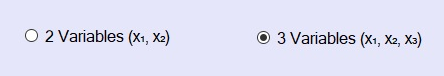 2 Variables (x₁, x₂)
3 Variables (x₁, x₂, x₃)